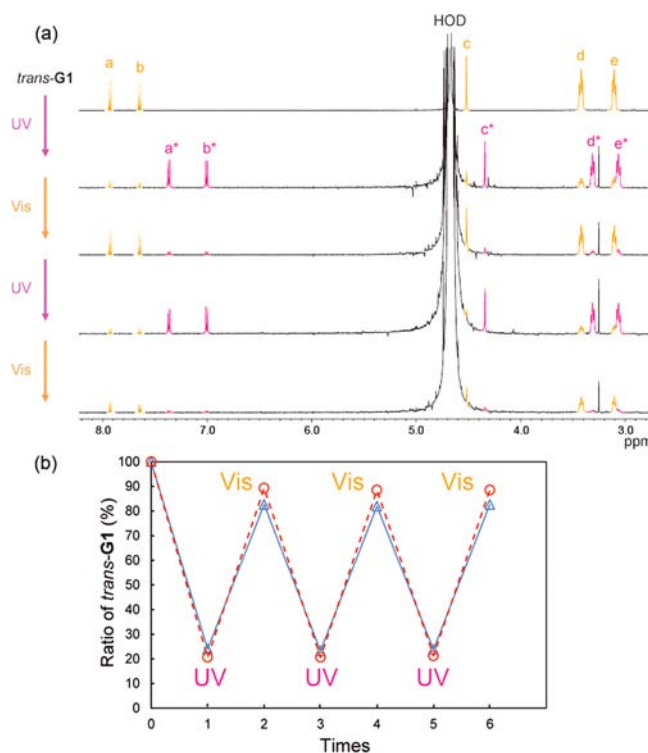 (a)
HOD
trans-G1
a b c d e
UV
a* b* c* d* e*
Vis
UV
Vis
8.0 7.0 6.0 5.0 4.0 3.0
ppm
(b)
Ratio of trans-G1 (%)
100
90
80
70
60
50
40
30
20
10
0
Vis Vis Vis
UV UV UV
0 1 2 3 4 5 6
Times